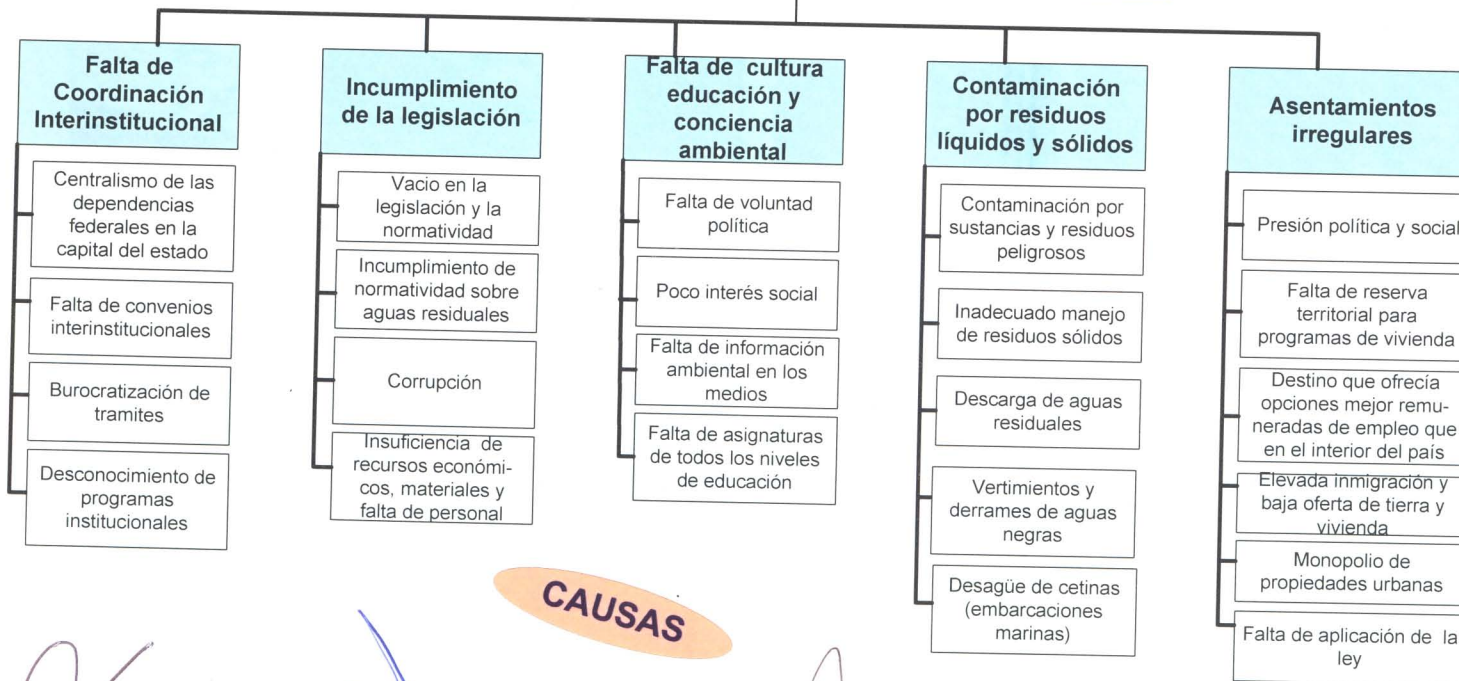 Falta de
Coordinación
Interinstitucional
Centralismo de las
dependencias
federales en la
capital del estado
Falta de convenios
interinstitucionales
Burocratización de
tramites
Desconocimiento de
programas
institucionales
Incumplimiento
de la legislación
Vacio en la
legislación y la
normatividad
Incumplimiento de
normatividad sobre
aguas residuales
Corrupción
Insuficiencia de
recursos económi-
cos, materiales y
falta de personal
Falta de cultura
educación y
conciencia
ambiental
Falta de voluntad
política
Poco interés social
Falta de información
ambiental en los
medios
Falta de asignaturas
de todos los niveles
de educación
Contaminación
por residuos
líquidos y sólidos
Contaminación por
sustancias y residuos
peligrosos
Inadecuado manejo
de residuos sólidos
Descarga de aguas
residuales
Vertimientos y
derrames de aguas
negras
Desagüe de cetinas
(embarcaciones
marinas)
Asentamientos
irregulares
Presión política y social
Falta de reserva
territorial para
programas de vivienda
Destino que ofrecía
opciones mejor remu-
neradas de empleo que
en el interior del país
Elevada inmigración y
baja oferta de tierra y
vivienda
Monopolio de
propiedades urbanas
Falta de aplicación de la
ley
CAUSAS